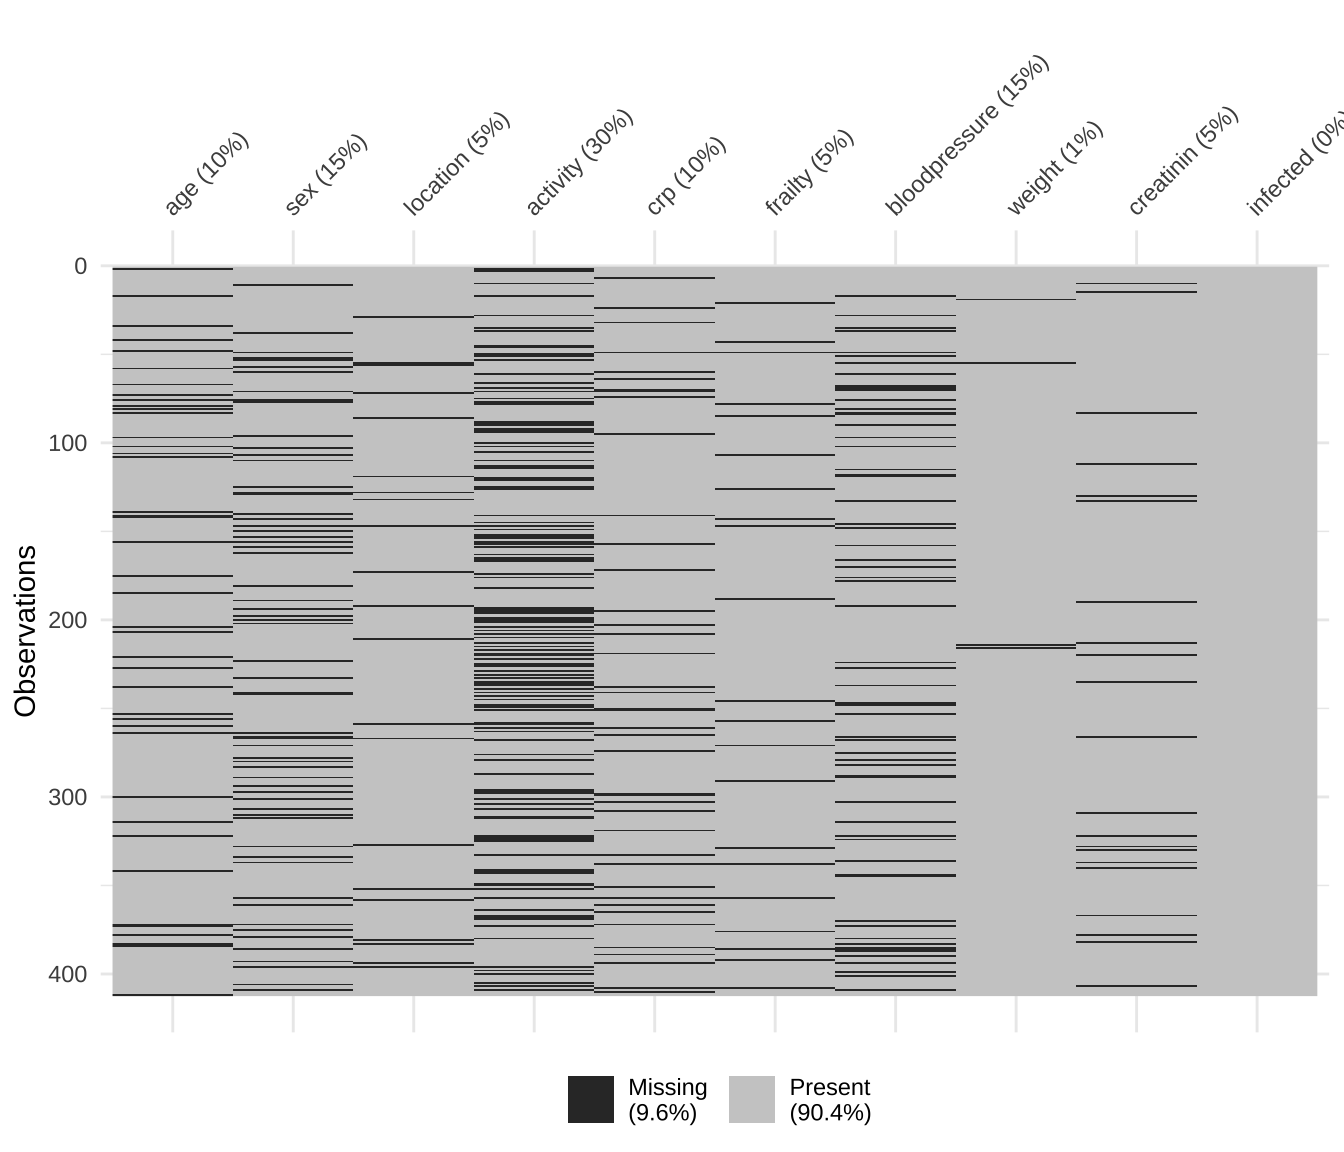 age (10%)
sex (15%)
location (5%)
activity (30%)
crp (10%)
frailty (5%)
bloodpressure (15%)
weight (1%)
creatinin (5%)
infected (0%
0
100
200
300
400
Observations
Missing
(9.6%)
Present
(90.4%)